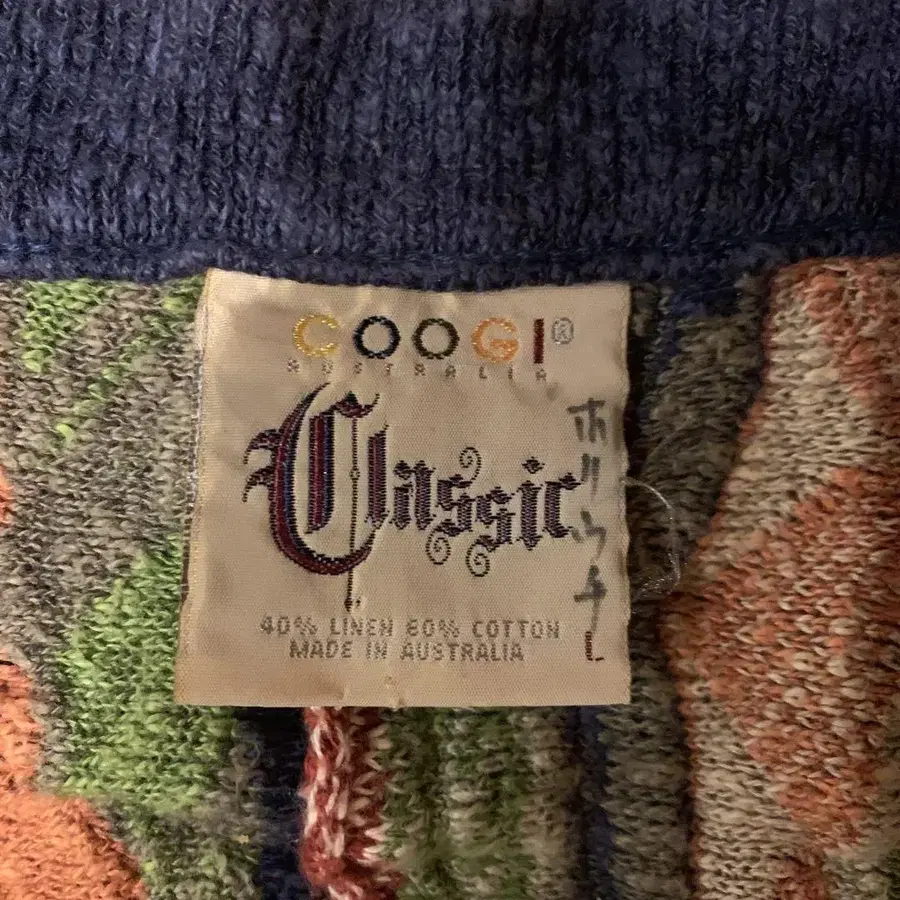 COOGI®
AUSTRALIA
Classic
ホリウチ
40% LINEN 60% COTTON
MADE IN AUSTRALIA
L